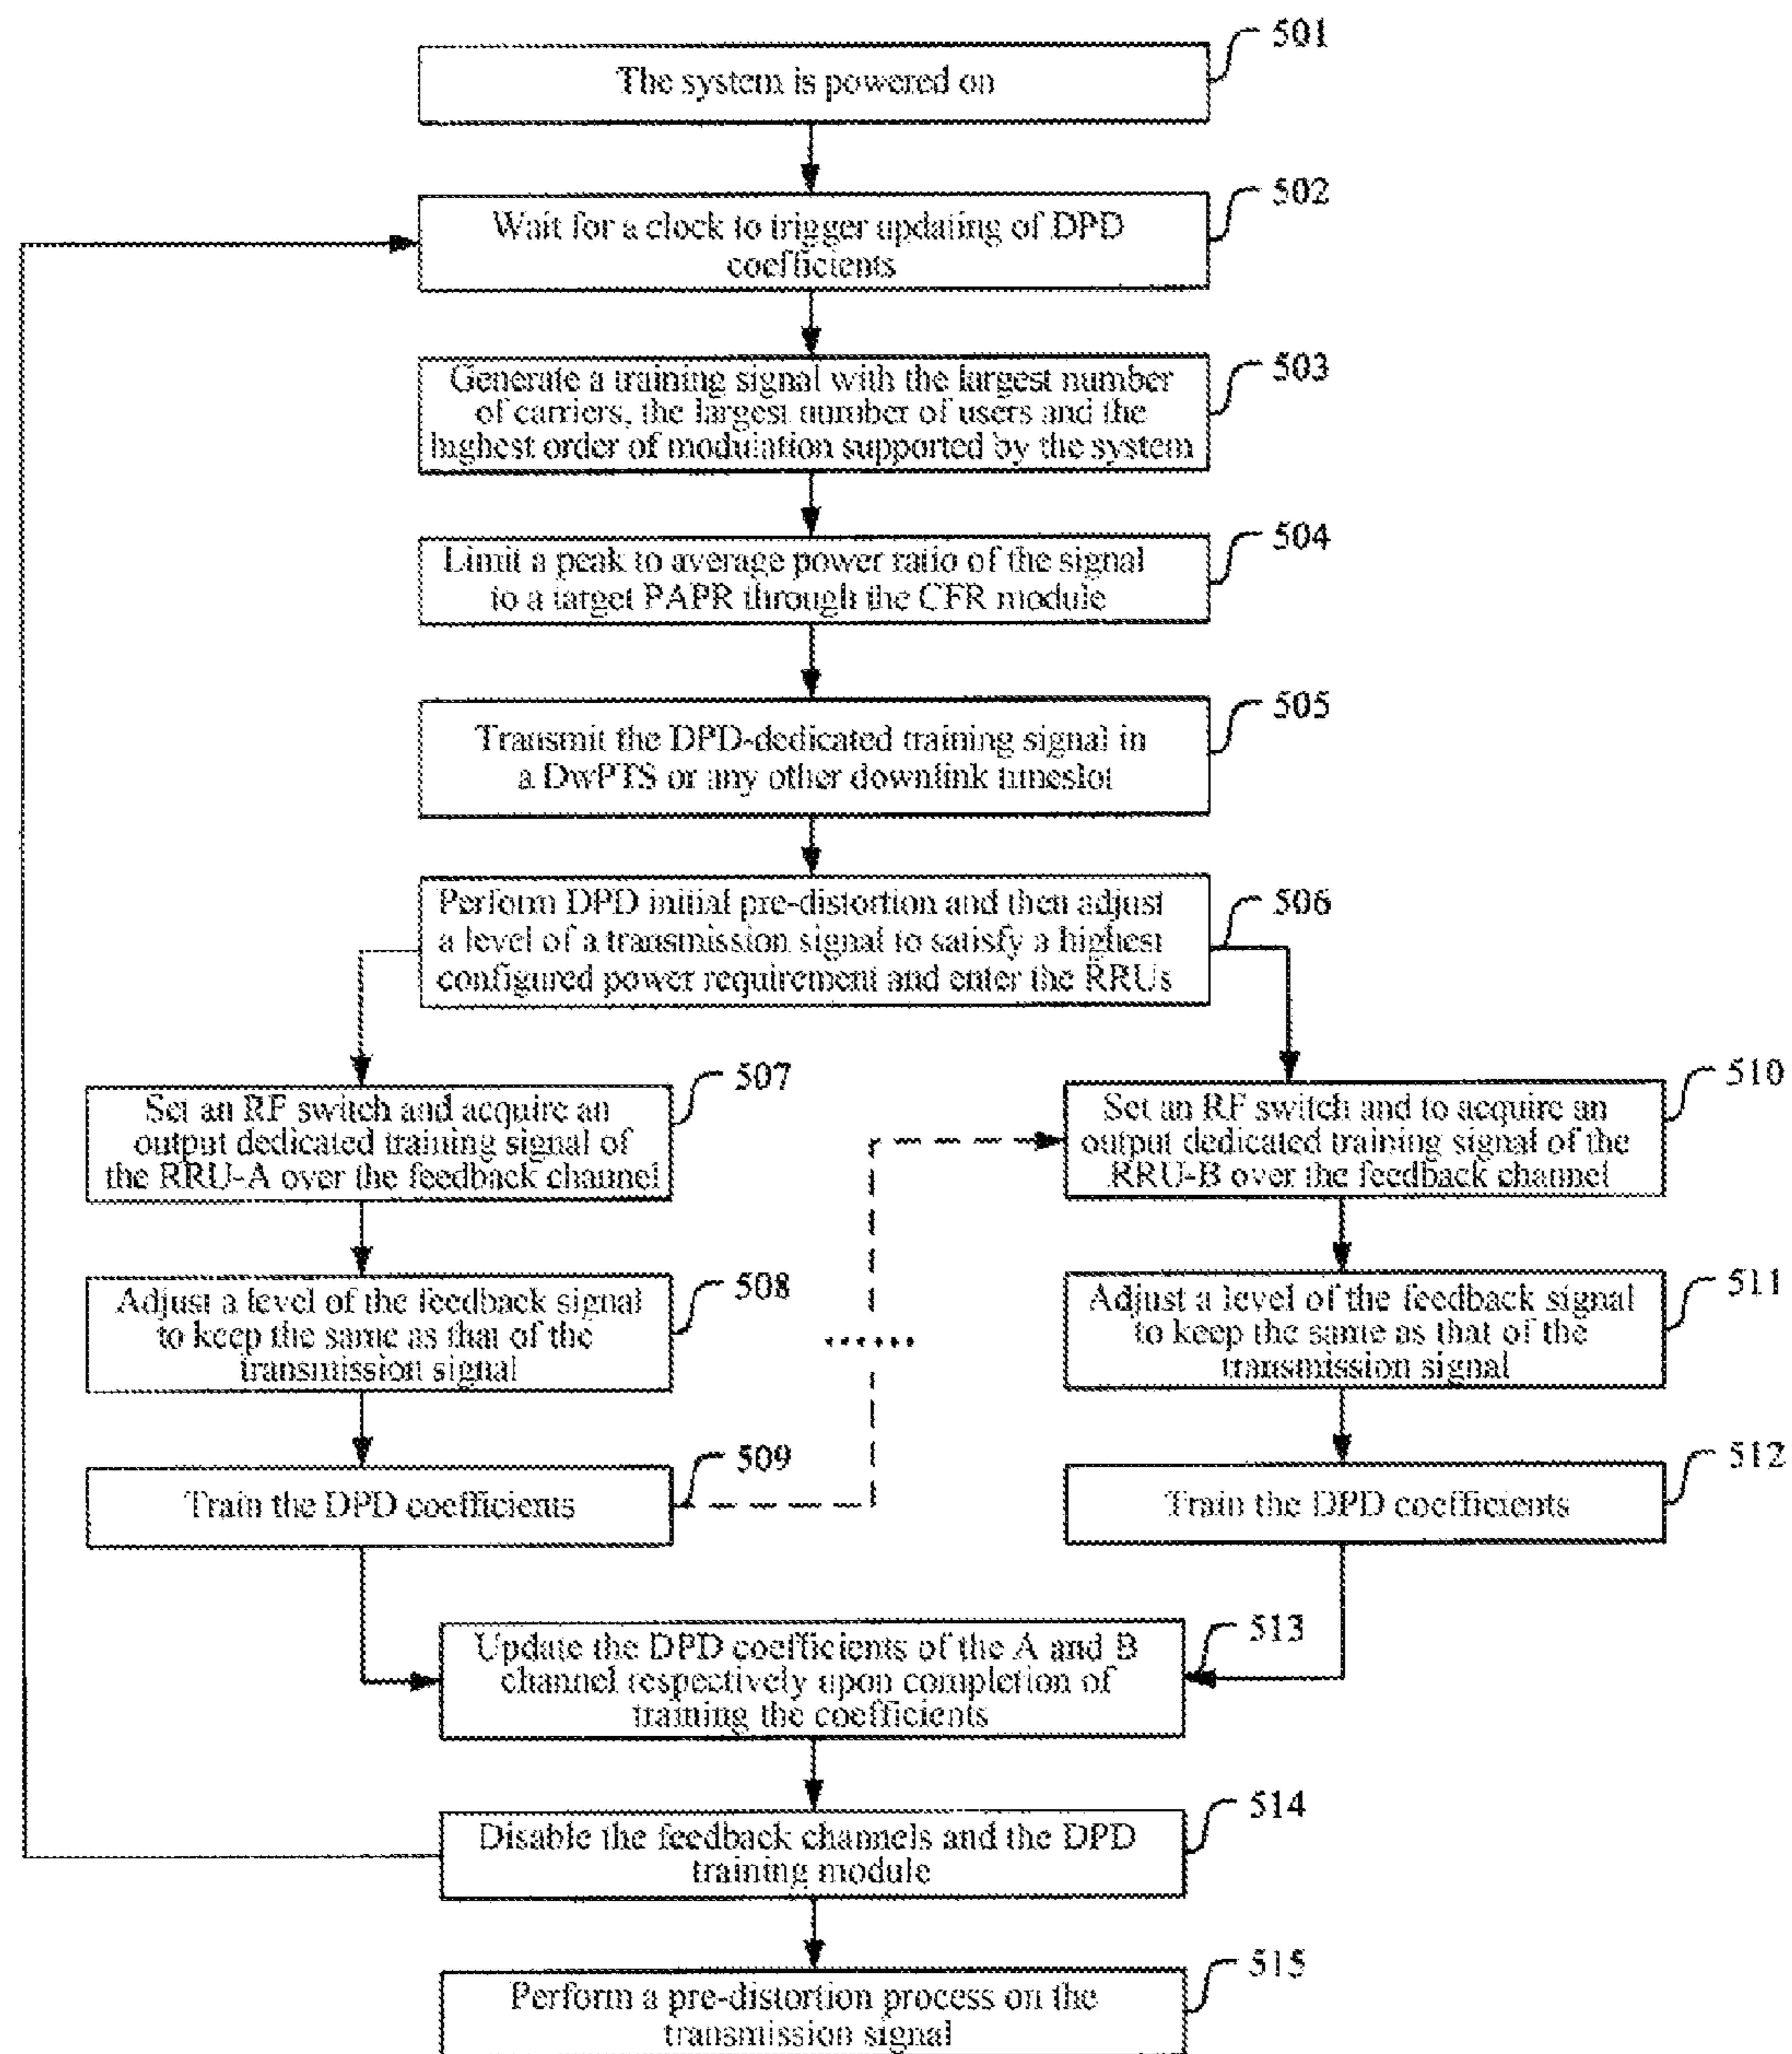 501
The system is powered on
502
Wait for a clock to trigger updating of DPD
coefficients
503
Generate a training signal with the largest number
of carriers, the largest number of users and the
highest order of modulation supported by the system
504
Limit a peak to average power ratio of the signal
to a target PAPR through the CFR module
505
Transmit the DPD-dedicated training signal in
a DwPTS or any other downlink timeslot
506
Perform DPD initial pre-distortion and then adjust
a level of a transmission signal to satisfy a highest
configured power requirement and enter the RRUs
507
Set an RF switch and acquire an
output dedicated training signal of
the RRU-A over the feedback channel
510
Set an RF switch and to acquire an
output dedicated training signal of the
RRU-B over the feedback channel
508
Adjust a level of the feedback signal
to keep the same as that of the
transmission signal
......
511
Adjust a level of the feedback signal
to keep the same as that of the
transmission signal
509
Train the DPD coefficients
512
Train the DPD coefficients
513
Update the DPD coefficients of the A and B
channel respectively upon completion of
training the coefficients
514
Disable the feedback channels and the DPD
training module
515
Perform a pre-distortion process on the
transmission signal